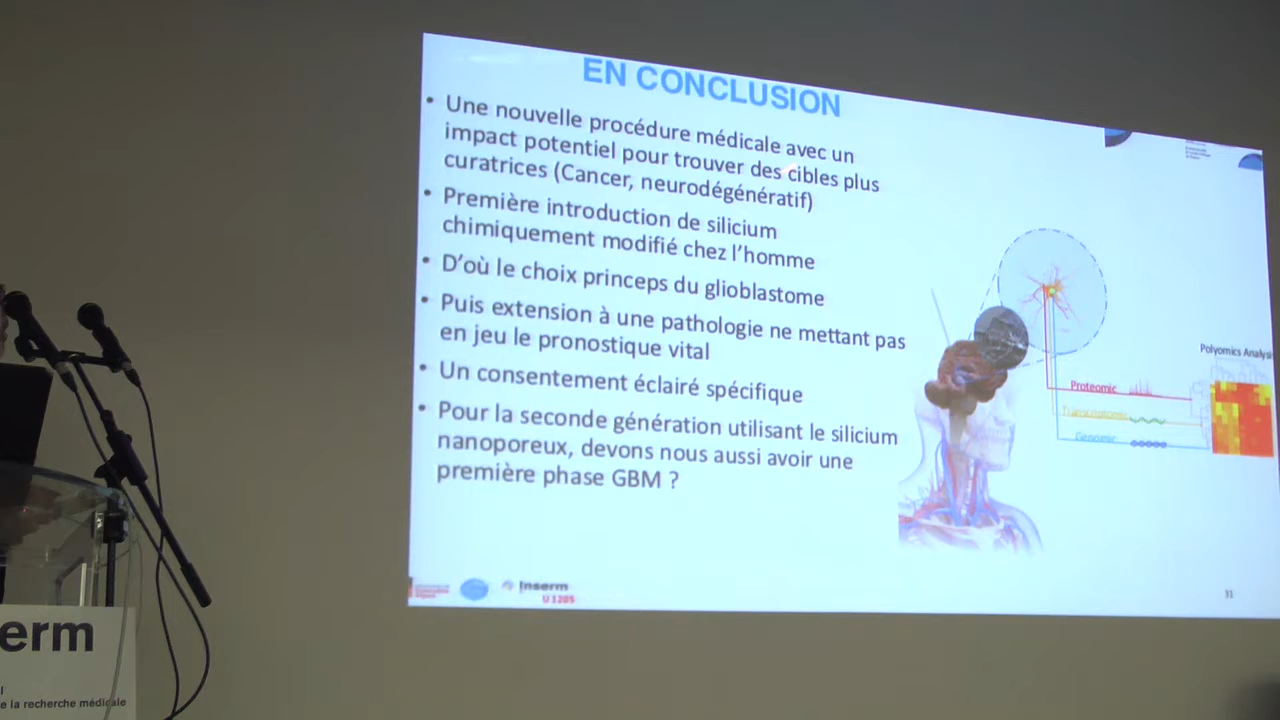 EN CONCLUSION
• Une nouvelle procédure médicale avec un
impact potentiel pour trouver des cibles plus
curatrices (Cancer, neurodégénératif)
• Première introduction de silicium
chimiquement modifié chez l'homme
• D'où le choix princeps du glioblastome
• Puis extension à une pathologie ne mettant pas
en jeu le pronostique vital
• Un consentement éclairé spécifique
• Pour la seconde génération utilisant le silicium
nanoporeux, devons nous aussi avoir une
première phase GBM ?
Polyomics Analysi
Proteomic
Transcriptomic
Genomic
Inserm
U 1285
31
erm
l
e la recherche médicale